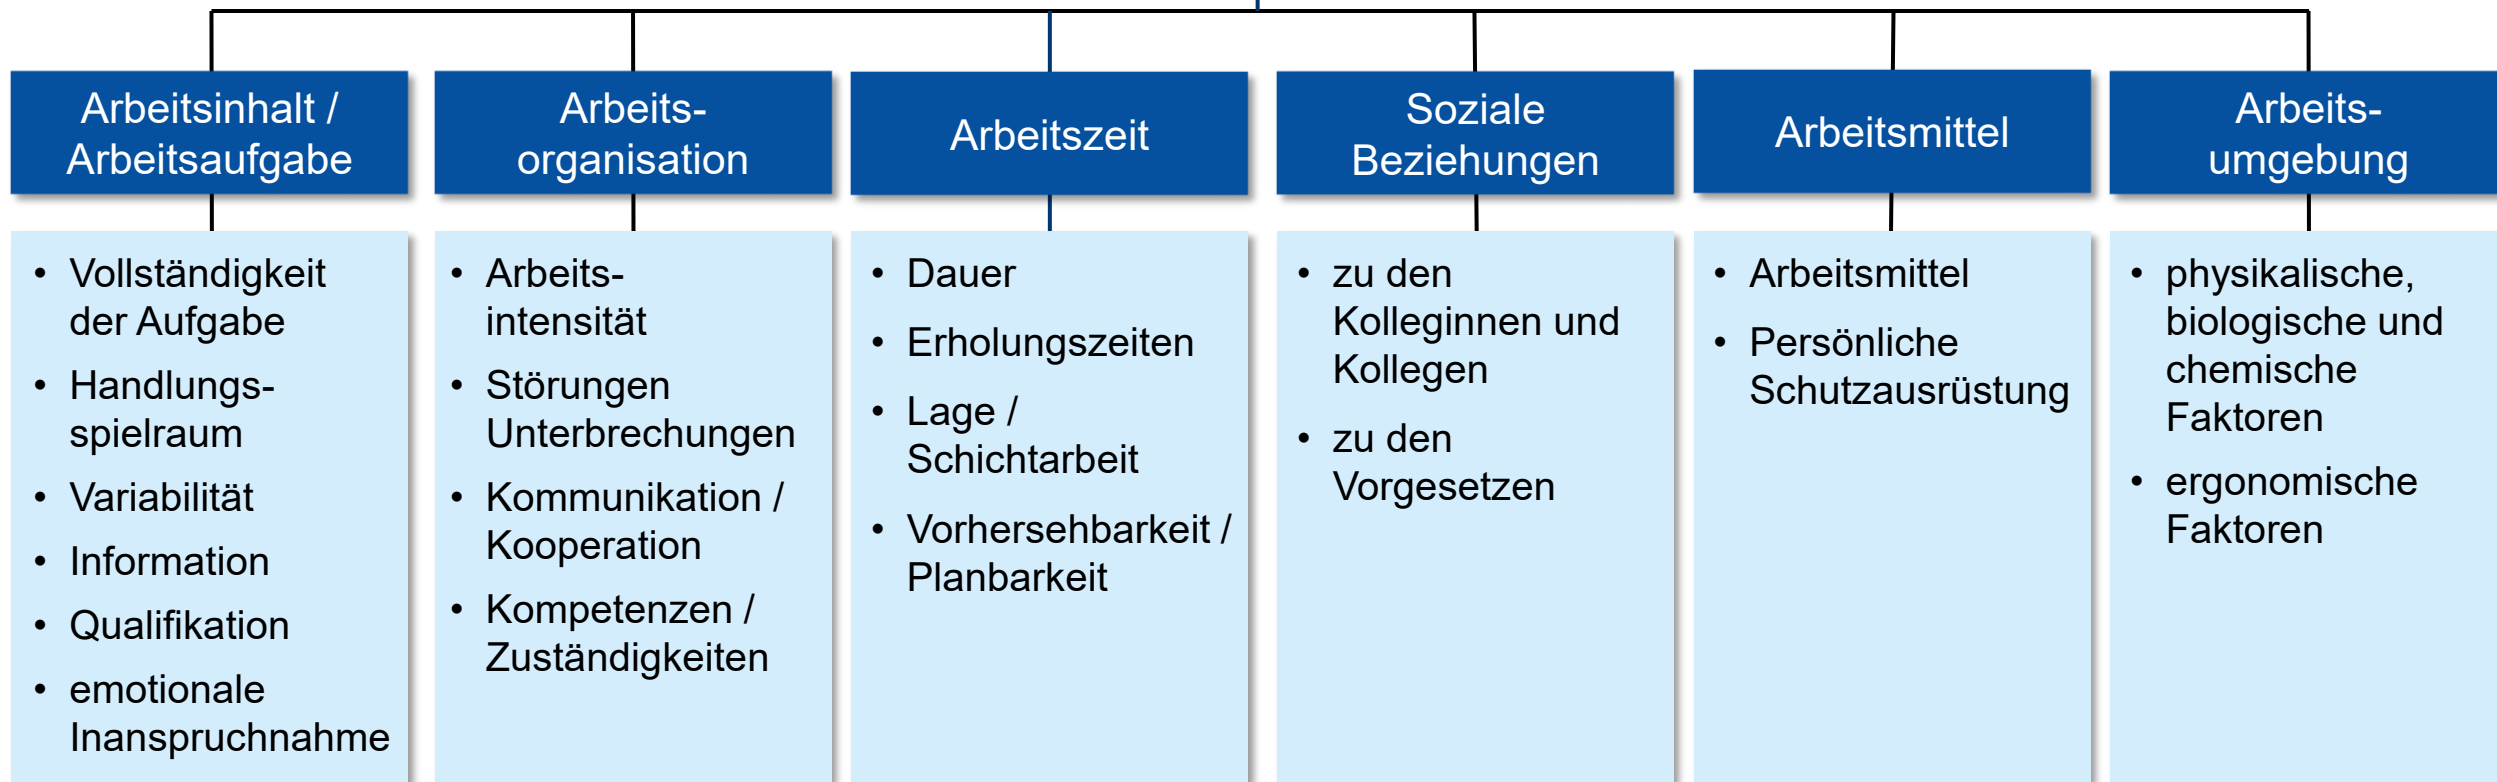 Arbeitsinhalt /
Arbeitsaufgabe
Arbeits-
organisation
Arbeitszeit
Soziale
Beziehungen
Arbeitsmittel
Arbeits-
umgebung
• Vollständigkeit
der Aufgabe
• Handlungs-
spielraum
• Variabilität
• Information
• Qualifikation
• emotionale
Inanspruchnahme
• Arbeits-
intensität
• Störungen
Unterbrechungen
• Kommunikation /
Kooperation
• Kompetenzen /
Zuständigkeiten
• Dauer
• Erholungszeiten
• Lage /
Schichtarbeit
• Vorhersehbarkeit /
Planbarkeit
• zu den
Kolleginnen und
Kollegen
• zu den
Vorgesetzen
• Arbeitsmittel
• Persönliche
Schutzausrüstung
• physikalische,
biologische und
chemische
Faktoren
• ergonomische
Faktoren